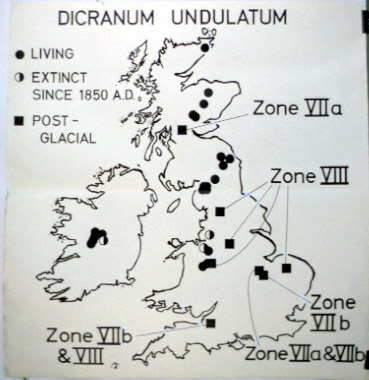 DICRANUM UNDULATUM
LIVING
EXTINCT
SINCE 1850 A.D.
POST-
GLACIAL
Zone VIIa
Zone VIII
Zone
VIIb
Zone VIIb
& VIII
Zone VIIa & VIIb